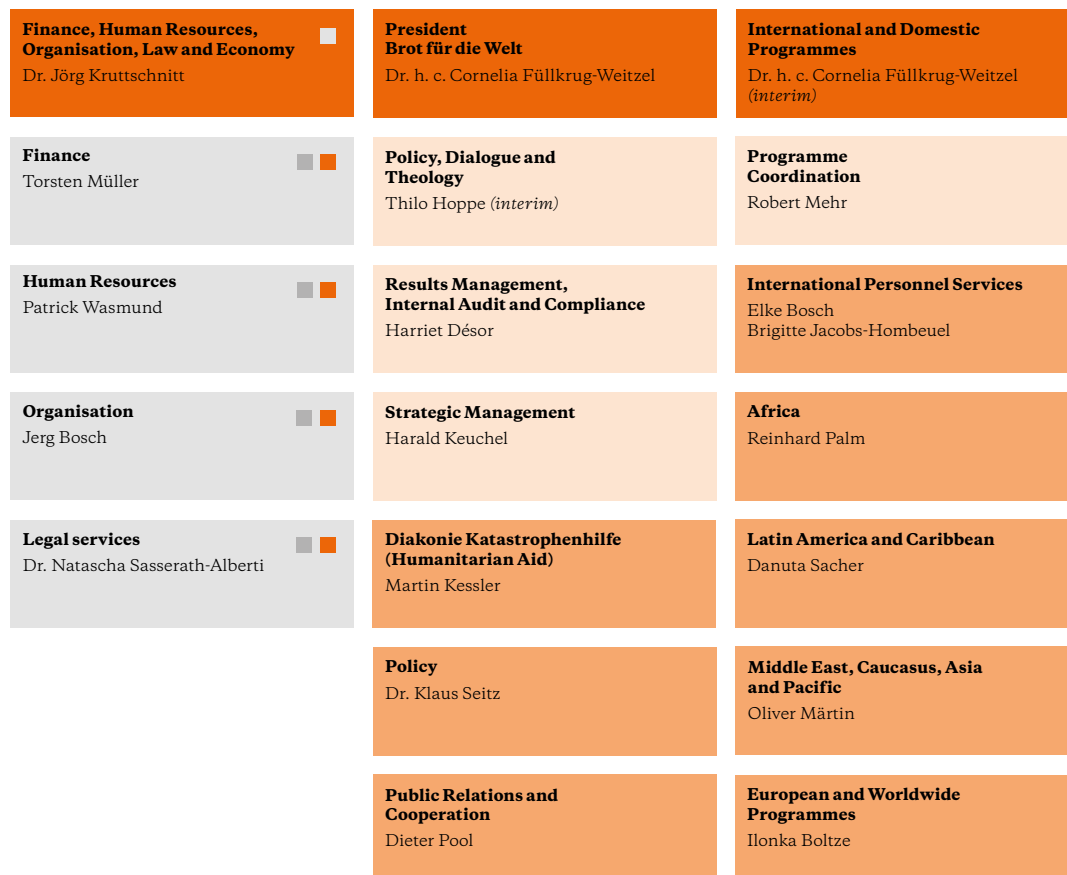 Finance, Human Resources,
Organisation, Law and Economy
Dr. Jörg Kruttschnitt
Finance
Torsten Müller
Human Resources
Patrick Wasmund
Organisation
Jerg Bosch
Legal services
Dr. Natascha Sasserath-Alberti
President
Brot für die Welt
Dr. h. c. Cornelia Füllkrug-Weitzel
Policy, Dialogue and
Theology
Thilo Hoppe (interim)
Results Management,
Internal Audit and Compliance
Harriet Désor
Strategic Management
Harald Keuchel
Diakonie Katastrophenhilfe
(Humanitarian Aid)
Martin Kessler
Policy
Dr. Klaus Seitz
Public Relations and
Cooperation
Dieter Pool
International and Domestic
Programmes
Dr. h. c. Cornelia Füllkrug-Weitzel
(interim)
Programme
Coordination
Robert Mehr
International Personnel Services
Elke Bosch
Brigitte Jacobs-Hombeuel
Africa
Reinhard Palm
Latin America and Caribbean
Danuta Sacher
Middle East, Caucasus, Asia
and Pacific
Oliver Märtin
European and Worldwide
Programmes
Ilonka Boltze